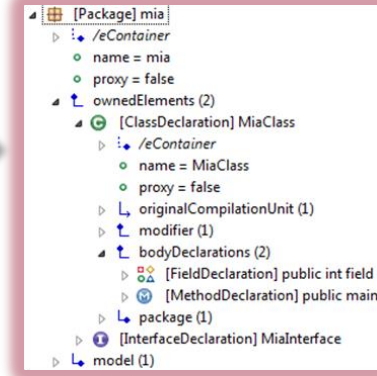 [Package] mia
/eContainer
name = mia
proxy = false
ownedElements (2)
[ClassDeclaration] MiaClass
/eContainer
name = MiaClass
proxy = false
originalCompilationUnit (1)
modifier (1)
bodyDeclarations (2)
[FieldDeclaration] public int field
[MethodDeclaration] public main
package (1)
[InterfaceDeclaration] MiaInterface
model (1)